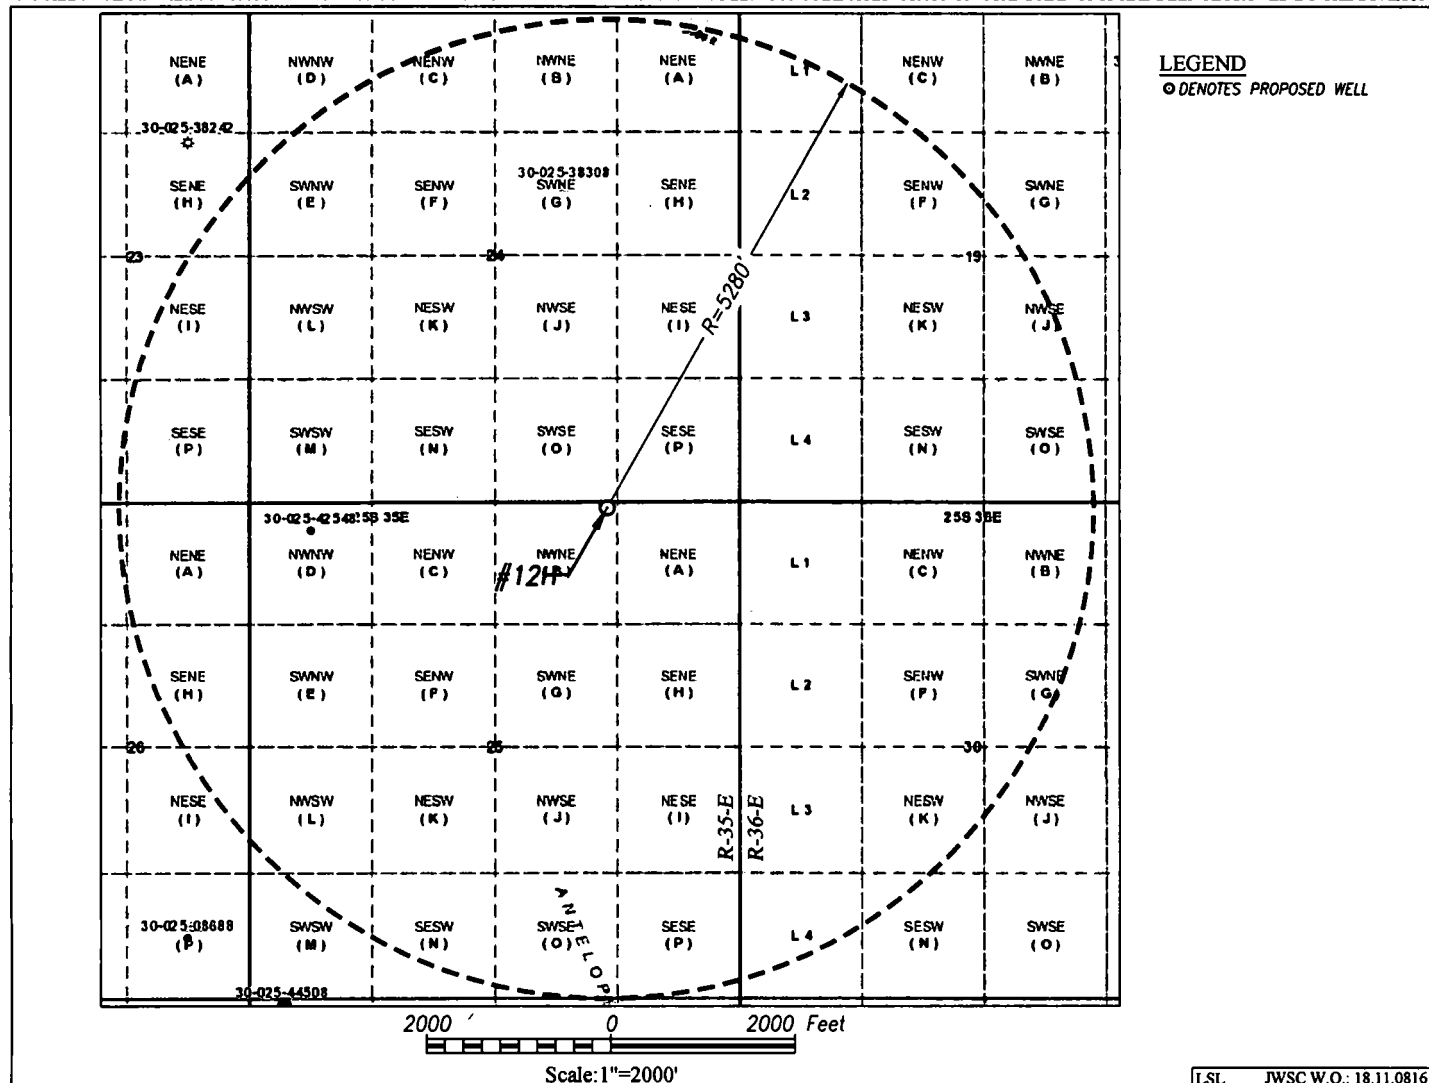 LEGEND
DENOTES PROPOSED WELL
NENE NWNW NENW NWNE NENE L1 NENW NWNE
(A) (D) (C) (B) (A) (C) (B)
30-025-38242
30-025-38308
SENE SWNW SENW SWNE SENE L2 SENW SWNE
(H) (E) (F) (G) (H) (F) (G)
23 24 19
NESE NWSW NESW NWSE NESE L3 NESW NWSE
(I) (L) (K) (J) (I) (K) (J)
R=5280'
SESE SWSW SESW SWSE SESE L4 SESW SWSE
(P) (M) (N) (O) (P) (N) (O)
30-025-42548 25S 35E 25S 36E
NENE NWNW NENW NWNE NENE L1 NENW NWNE
(A) (D) (C) (A) (C) (B)
#12H
SENE SWNW SENW SWNE SENE L2 SENW SWNE
(H) (E) (F) (G) (H) (F) (G)
26 25 30
NESE NWSW NESW NWSE NESE L3 NESW NWSE
(I) (L) (K) (J) (I) (K) (J)
R-35-E R-36-E
30-025-08688 SWSW SESW SWSE SESE L4 SESW SWSE
(P) (M) (N) (O) (P) (N) (O)
ANTELOP
30-025-44508
2000 ' 0 2000 Feet
Scale:1"=2000'
LSL JWSC W.O.: 18.11.0816